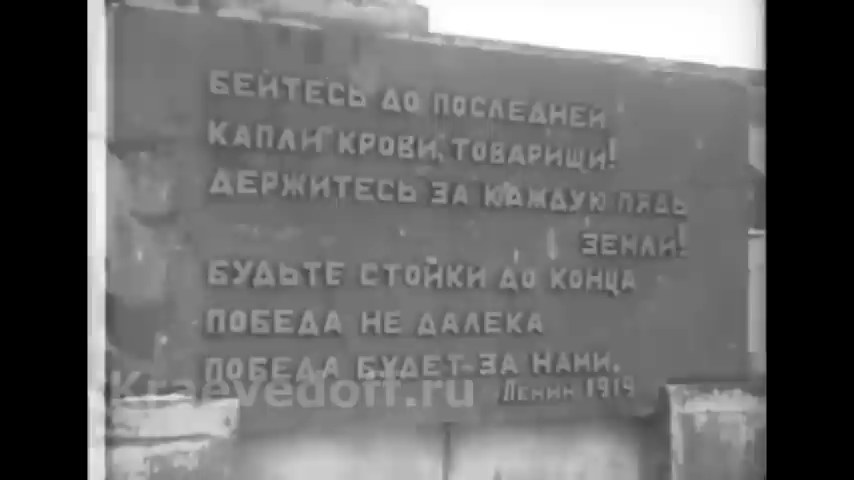 БЕЙТЕСЬ ДО ПОСЛЕДНЕЙ
КАПЛИ КРОВИ, ТОВАРИЩИ!
ДЕРЖИТЕСЬ ЗА КАЖДУЮ ПЯДЬ
ЗЕМЛИ!
БУДЬТЕ СТОЙКИ ДО КОНЦА
ПОБЕДА НЕ ДАЛЕКА
ПОБЕДА БУДЕТ-ЗА НАМИ.
ЛЕНИН 1919
Kraevedoff.ru